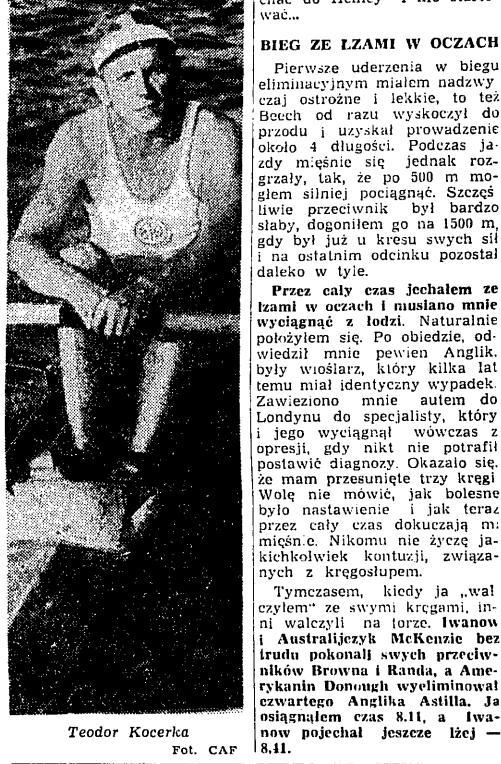 wać...
BIEG ZE ŁZAMI W OCZACH
Pierwsze uderzenia w biegu
eliminacyjnym miałem nadzwy
czaj ostrożne i lekkie, to też
Beech od razu wyskoczył do
przodu i uzyskał prowadzenie
około 4 długości. Podczas ja-
zdy mięśnie się jednak roz-
grzały, tak, że po 500 m mo-
głem silniej pociągnąć. Szczęś
liwie przeciwnik był bardzo
słaby, dogoniłem go na 1500 m,
gdy był już u kresu swych sił
i na ostatnim odcinku pozostał
daleko w tyle.
Przez cały czas jechałem ze
łzami w oczach i musiano mnie
wyciągnąć z łodzi. Naturalnie
położyłem się. Po obiedzie, od-
wiedził mnie pewien Anglik.
były wioślarz, który kilka lat
temu miał identyczny wypadek.
Zawieziono mnie autem do
Londynu do specjalisty, który
i jego wyciągnął wówczas z
opresji, gdy nikt nie potrafił
postawić diagnozy. Okazało się,
że mam przesunięte trzy kręgi
Wolę nie mówić, jak bolesne
było nastawienie i jak teraz
przez cały czas dokuczają mi
mięśnie. Nikomu nie życzę ja-
kichkolwiek kontuzji, związa-
nych z kręgosłupem.
Tymczasem, kiedy ja „wal
czyłem" ze swymi kręgami, in-
ni walczyli na torze. Iwanow
i Australijczyk McKenzie bez
trudu pokonali swych przeciw-
ników Browna i Randa, a Ame-
rykanin Donough wyeliminował
czwartego Anglika Astilla. Ja
osiągnąłem czas 8.11, a Iwa-
now pojechał jeszcze lżej —
8,41.
Teodor Kocerka
Fot. CAF